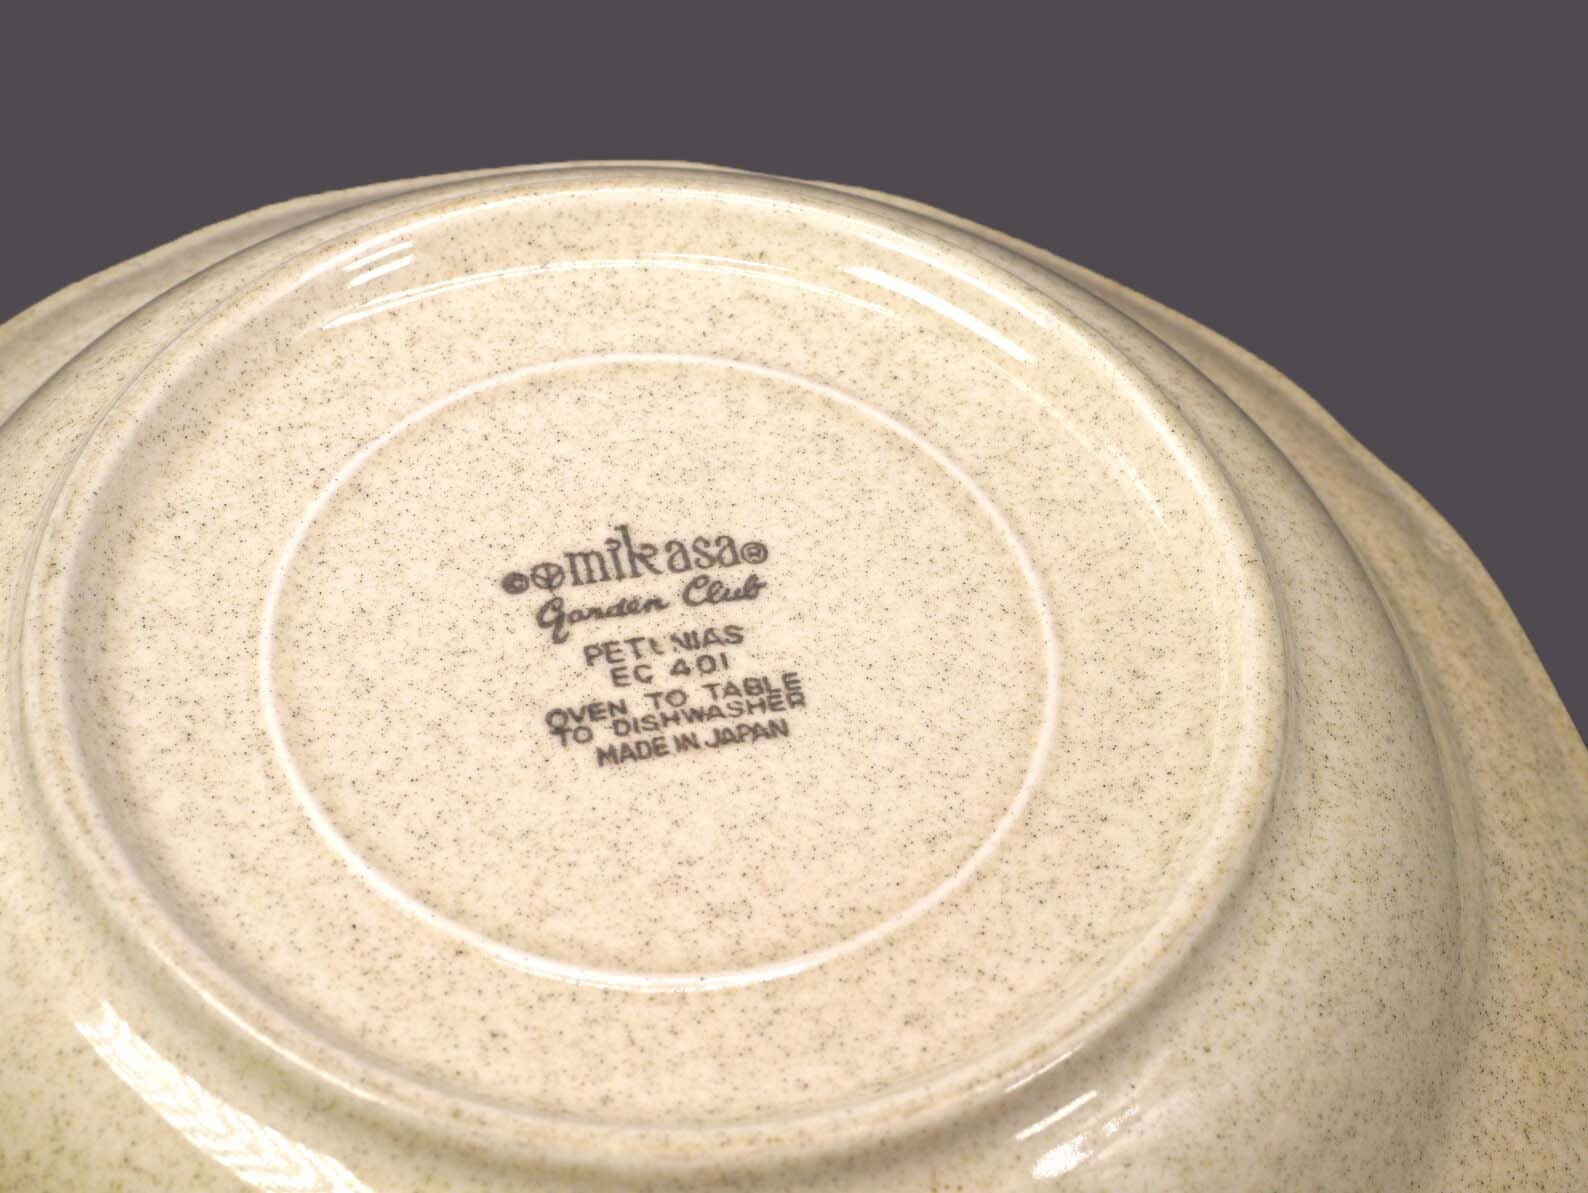 ©⊕mikasa®
Garden Club
PETUNIAS
EC 401
OVEN TO TABLE
TO DISHWASHER
MADE IN JAPAN